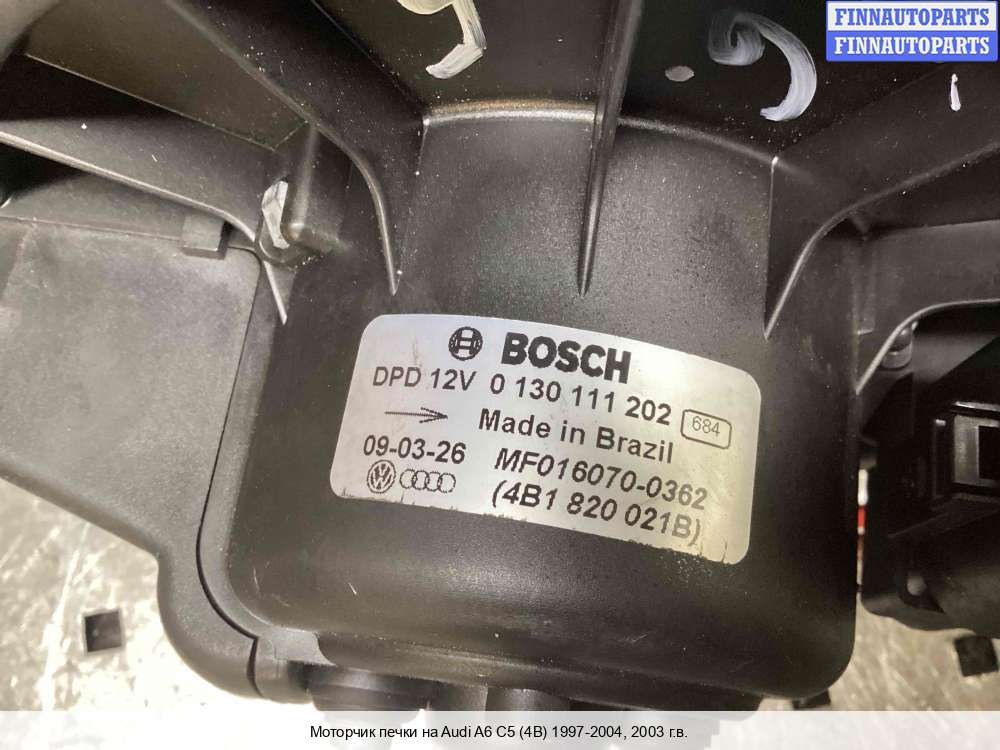 FINNAUTOPARTS
FINNAUTOPARTS
BOSCH
DPD 12V 0 130 111 202 684
Made in Brazil
09-03-26 MF016070-0362
(4B1 820 021B)
Моторчик печки на Audi A6 C5 (4B) 1997-2004, 2003 г.в.